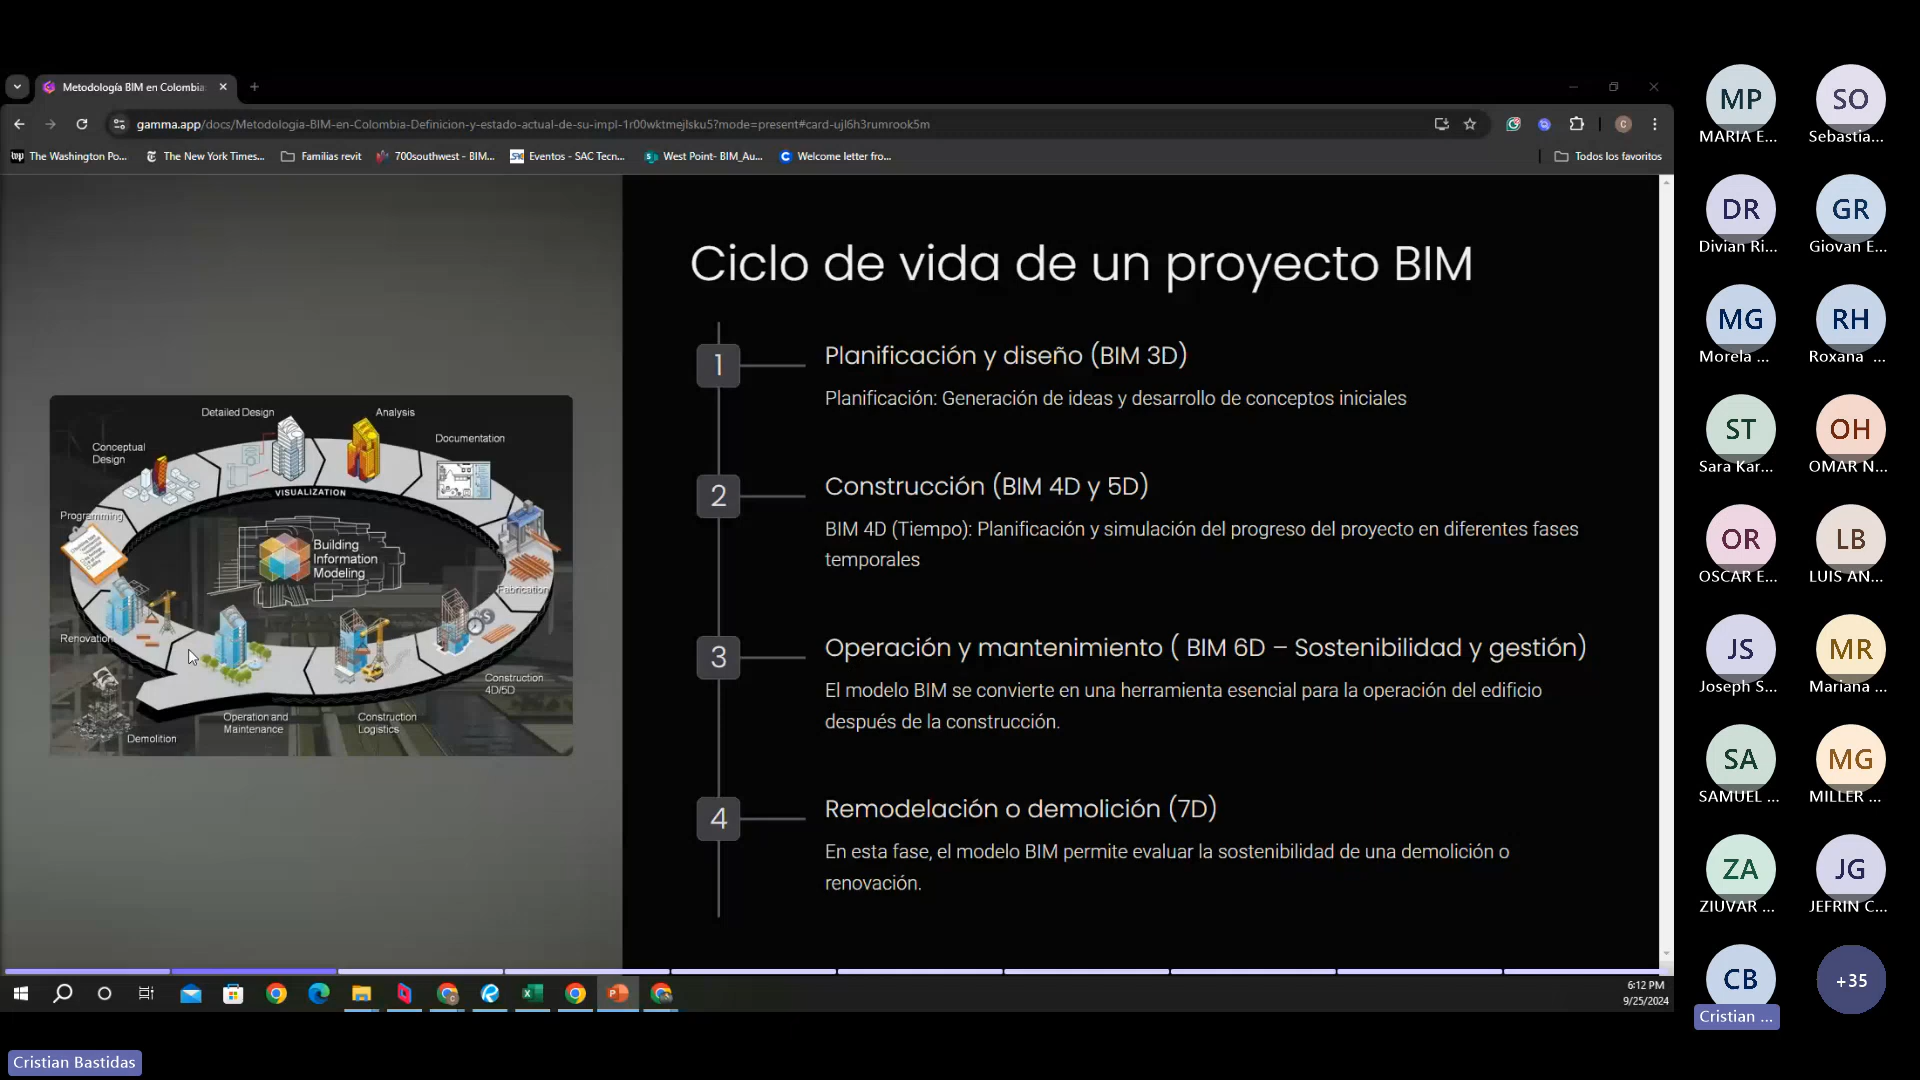 Metodología BIM en Colombia
gamma.app/docs/Metodologia-BIM-en-Colombia-Definicion-y-estado-actual-de-su-impl-1r00wktmejlsku5?mode=present#card-ujl6h3rumrook5m
The Washington Po...
The New York Times...
Familias revit
700southwest - BIM...
Eventos - SAC Tecn...
West Point- BIM_Au...
Welcome letter fro...
Todos los favoritos
Detailed Design
Analysis
Conceptual
Design
Documentation
VISUALIZATION
Programming
Building
Information
Modeling
Fabrication
Renovation
Construction
4D/5D
Operation and
Maintenance
Construction
Logistics
Demolition
Ciclo de vida de un proyecto BIM
1
Planificación y diseño (BIM 3D)
Planificación: Generación de ideas y desarrollo de conceptos iniciales
2
Construcción (BIM 4D y 5D)
BIM 4D (Tiempo): Planificación y simulación del progreso del proyecto en diferentes fases
temporales
3
Operación y mantenimiento ( BIM 6D – Sostenibilidad y gestión)
El modelo BIM se convierte en una herramienta esencial para la operación del edificio
después de la construcción.
4
Remodelación o demolición (7D)
En esta fase, el modelo BIM permite evaluar la sostenibilidad de una demolición o
renovación.
6:12 PM
9/25/2024
MP
MARIA E...
SO
Sebastia...
DR
Divian Ri...
GR
Giovan E...
MG
Morela ...
RH
Roxana ...
ST
Sara Kar...
OH
OMAR N...
OR
OSCAR E...
LB
LUIS AN...
JS
Joseph S...
MR
Mariana ...
SA
SAMUEL ...
MG
MILLER ...
ZA
ZIUVAR ...
JG
JEFRIN C...
CB
Cristian ...
+35
Cristian Bastidas